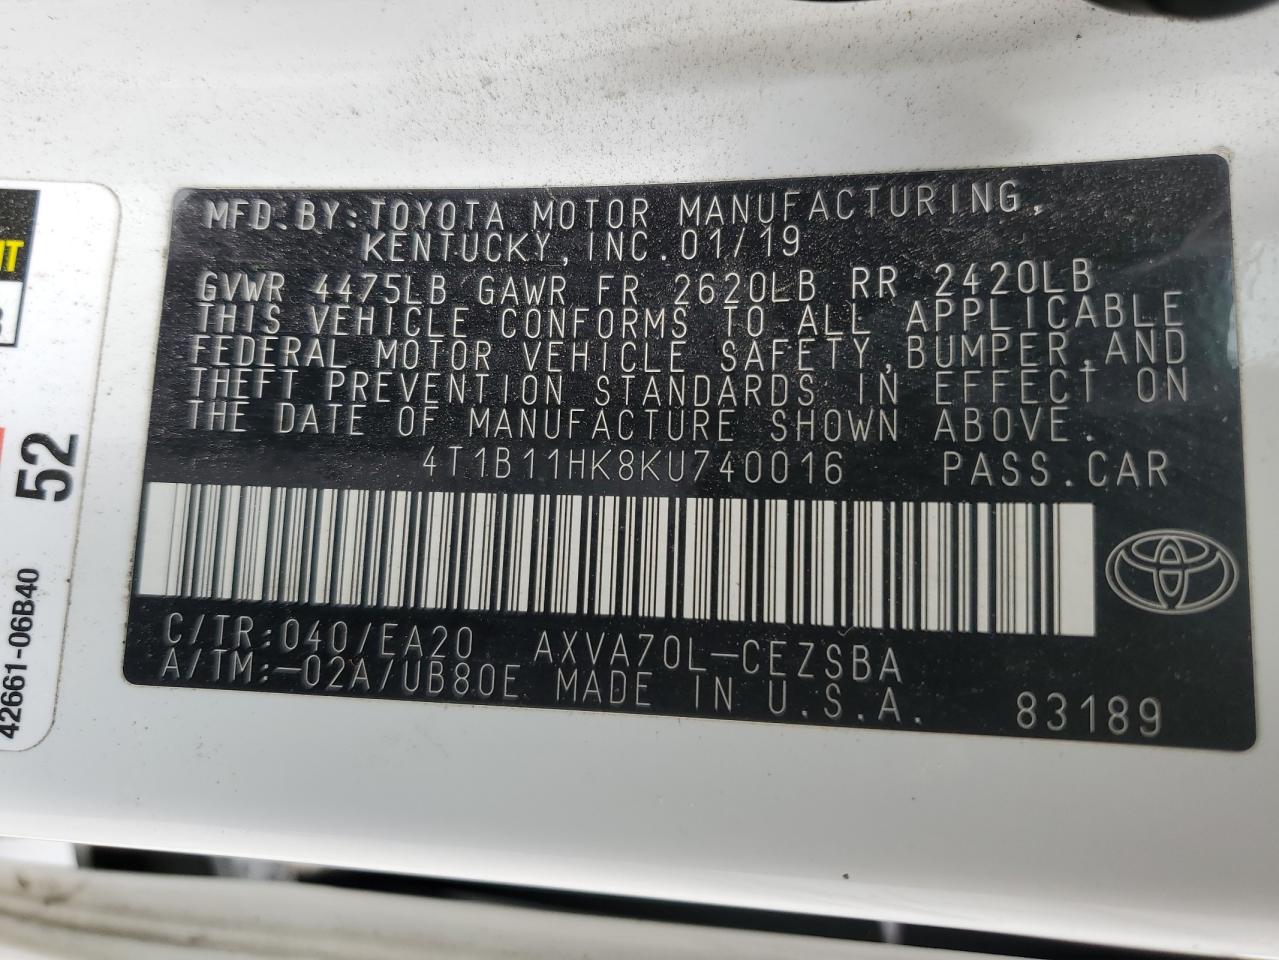 MFD.BY:TOYOTA MOTOR MANUFACTURING,
KENTUCKY, INC. 01/19
GVWR 4475LB GAWR FR 2620LB RR 2420LB
THIS VEHICLE CONFORMS TO ALL APPLICABLE
FEDERAL MOTOR VEHICLE SAFETY,BUMPER,AND
THEFT PREVENTION STANDARDS IN EFFECT ON
THE DATE OF MANUFACTURE SHOWN ABOVE.
4T1B11HK8KU740016 PASS.CAR
C/TR:040/EA20 AXVA70L-CEZSBA
A/TM:-02A/UB80E MADE IN U.S.A. 83189
52
42661-06B40